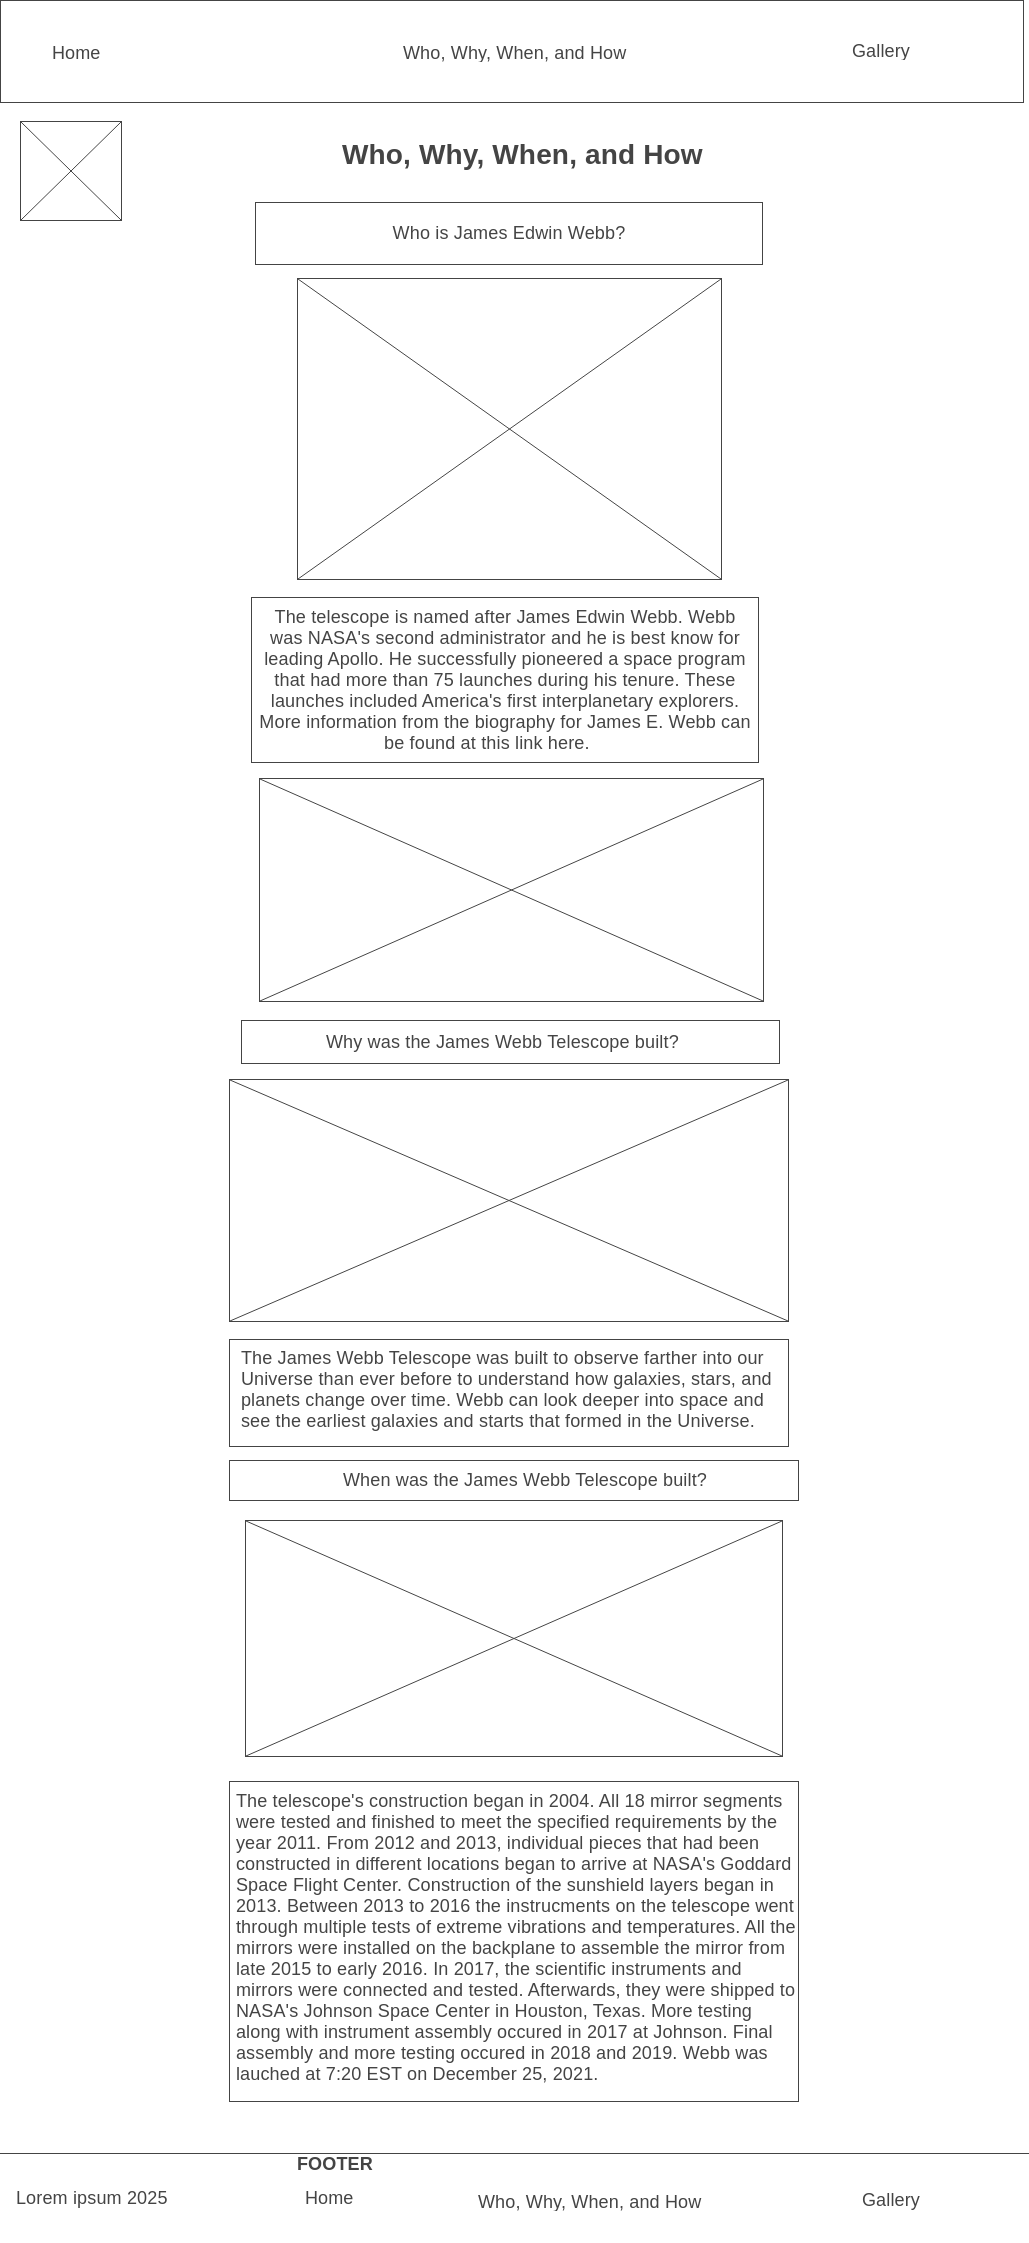 Home
Who, Why, When, and How
Gallery
Who, Why, When, and How
Who is James Edwin Webb?
The telescope is named after James Edwin Webb. Webb
was NASA's second administrator and he is best know for
leading Apollo. He successfully pioneered a space program
that had more than 75 launches during his tenure. These
launches included America's first interplanetary explorers.
More information from the biography for James E. Webb can
be found at this link here.
Why was the James Webb Telescope built?
The James Webb Telescope was built to observe farther into our
Universe than ever before to understand how galaxies, stars, and
planets change over time. Webb can look deeper into space and
see the earliest galaxies and starts that formed in the Universe.
When was the James Webb Telescope built?
The telescope's construction began in 2004. All 18 mirror segments
were tested and finished to meet the specified requirements by the
year 2011. From 2012 and 2013, individual pieces that had been
constructed in different locations began to arrive at NASA's Goddard
Space Flight Center. Construction of the sunshield layers began in
2013. Between 2013 to 2016 the instrucments on the telescope went
through multiple tests of extreme vibrations and temperatures. All the
mirrors were installed on the backplane to assemble the mirror from
late 2015 to early 2016. In 2017, the scientific instruments and
mirrors were connected and tested. Afterwards, they were shipped to
NASA's Johnson Space Center in Houston, Texas. More testing
along with instrument assembly occured in 2017 at Johnson. Final
assembly and more testing occured in 2018 and 2019. Webb was
lauched at 7:20 EST on December 25, 2021.
FOOTER
Lorem ipsum 2025
Home
Who, Why, When, and How
Gallery